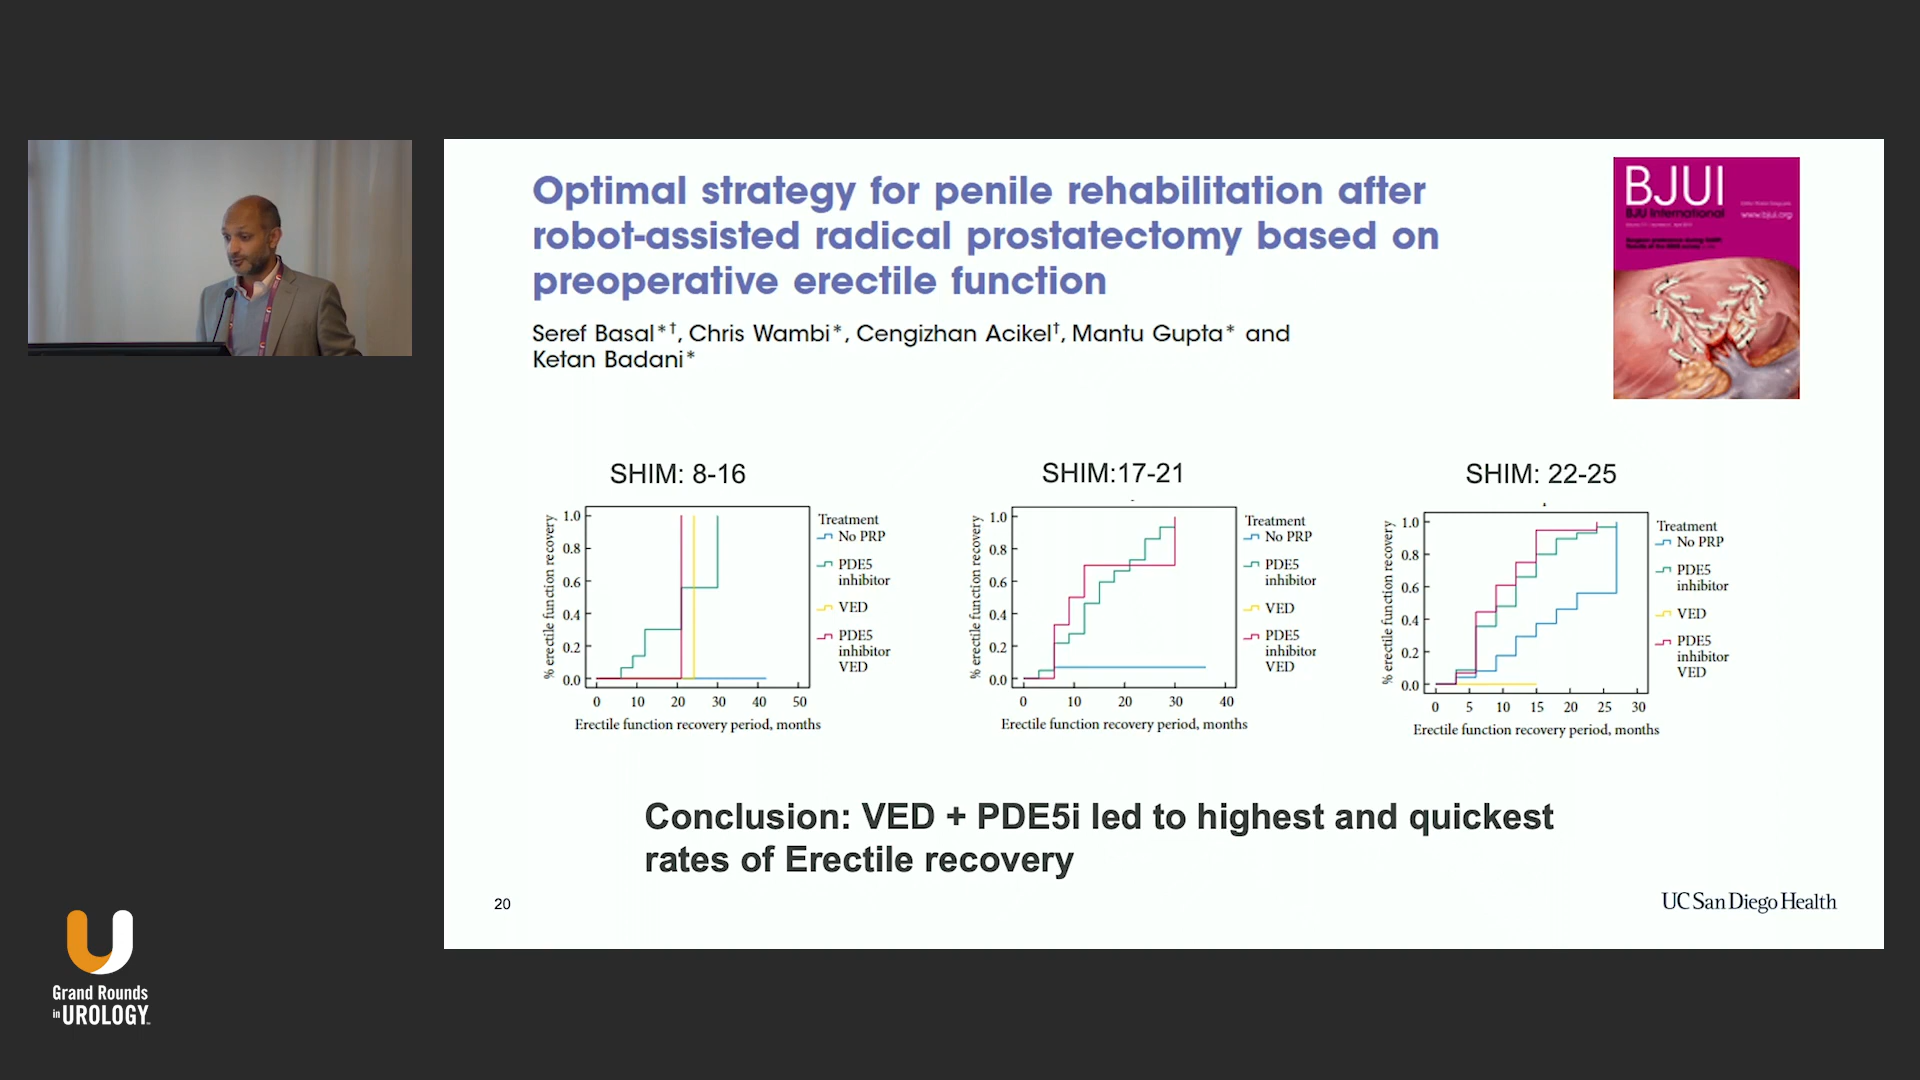 Optimal strategy for penile rehabilitation after
robot-assisted radical prostatectomy based on
preoperative erectile function
Seref Basal*†, Chris Wambi*, Cengizhan Acikel†, Mantu Gupta* and
Ketan Badani*
BJUI
BJU International
www.bjui.org
SHIM: 8-16
% erectile function recovery
1.0
0.8
0.6
0.4
0.2
0.0
0 10 20 30 40 50
Erectile function recovery period, months
Treatment
No PRP
PDE5
inhibitor
VED
PDE5
inhibitor
VED
SHIM:17-21
% erectile function recovery
1.0
0.8
0.6
0.4
0.2
0.0
0 10 20 30 40
Erectile function recovery period, months
Treatment
No PRP
PDE5
inhibitor
VED
PDE5
inhibitor
VED
SHIM: 22-25
% erectile function recovery
1.0
0.8
0.6
0.4
0.2
0.0
0 5 10 15 20 25 30
Erectile function recovery period, months
Treatment
No PRP
PDE5
inhibitor
VED
PDE5
inhibitor
VED
Conclusion: VED + PDE5i led to highest and quickest
rates of Erectile recovery
20
UC San Diego Health
Grand Rounds
in UROLOGY